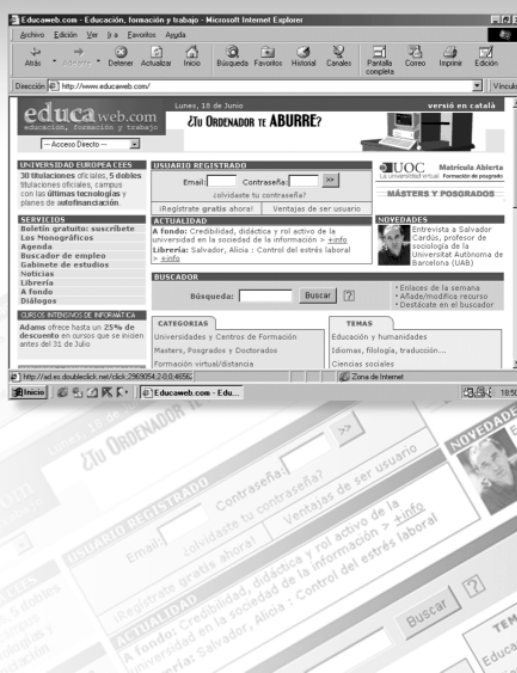 Educaweb.com - Educación, formación y trabajo - Microsoft Internet Explorer
Archivo Edición Ver Ir a Favoritos Ayuda
Atrás Adelante Detener Actualizar Inicio Búsqueda Favoritos Historial Canales Pantalla completa Correo Imprimir Edición
Dirección http://www.educaweb.com/ Vínculos
educaweb.com
educación, formación y trabajo
Lunes, 18 de Junio versió en català
¿TU ORDENADOR TE ABURRE?
-- Acceso Directo --
UNIVERSIDAD EUROPEA CEES
30 titulaciones oficiales, 5 dobles
titulaciones oficiales, campus
con las últimas tecnologías y
planes de autofinanciación.
SERVICIOS
Boletín gratuito: suscríbete
Los Monográficos
Agenda
Buscador de empleo
Gabinete de estudios
Noticias
Librería
A fondo
Diálogos
CURSOS INTENSIVOS DE INFORMÁTICA
Adams ofrece hasta un 25% de
descuento en cursos que se inicien
antes del 31 de Julio
USUARIO REGISTRADO
Email: Contraseña: >>
¿olvidaste tu contraseña?
¡Regístrate gratis ahora! Ventajas de ser usuario
ACTUALIDAD
A fondo: Credibilidad, didáctica y rol activo de la
universidad en la sociedad de la información > +info
Librería: Salvador, Alicia : Control del estrés laboral
> +info
UOC Matrícula Abierta
La universidad virtual Formación de posgrado
MÁSTERS Y POSGRADOS
NOVEDADES
Entrevista a Salvador
Cardús, profesor de
sociología de la
Universitat Autònoma de
Barcelona (UAB)
BUSCADOR
Búsqueda: Buscar ?
* Enlaces de la semana
* Añade/modifica recurso
* Destácate en el buscador
CATEGORIAS
Universidades y Centros de Formación
Masters, Posgrados y Doctorados
Formación virtual/distancia
TEMAS
Educación y humanidades
Idiomas, filología, traducción...
Ciencias sociales
Zona de Internet
Inicio Educaweb.com - Edu... 18:50
Lunes, 18 de Junio
¿TU ORDENADOR TE
USUARIO REGISTRADO
Email: Contraseña: >>
¿olvidaste tu contraseña?
¡Regístrate gratis ahora! Ventajas de ser usuario
ACTUALIDAD
A fondo: Credibilidad, didáctica y rol activo de la
universidad en la sociedad de la información > +info
Librería: Salvador, Alicia : Control del estrés laboral
NOVEDADES
Buscar ?